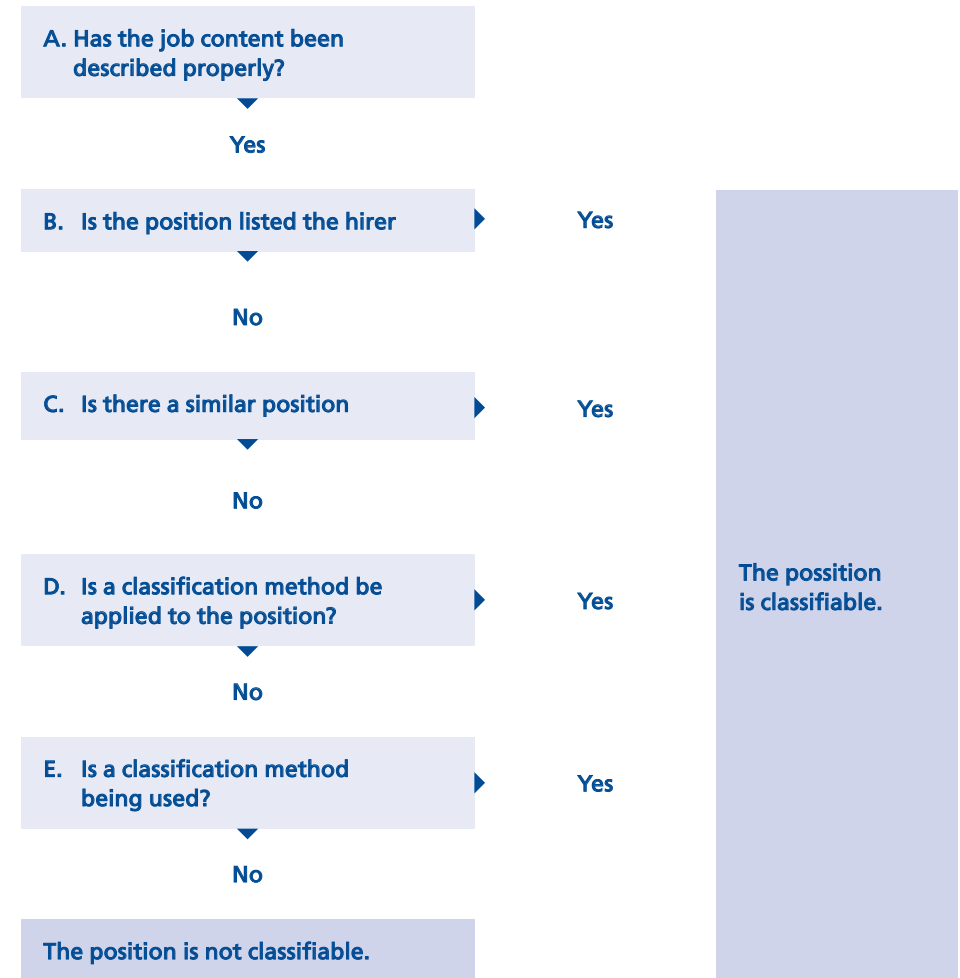 A. Has the job content been
described properly?
Yes
B. Is the position listed the hirer
Yes
No
C. Is there a similar position
Yes
No
D. Is a classification method be
applied to the position?
Yes
No
E. Is a classification method
being used?
Yes
No
The position is not classifiable.
The possition
is classifiable.